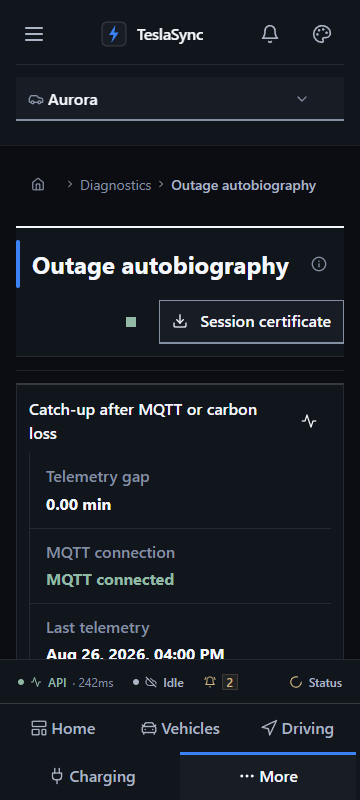 TeslaSync
Aurora
Diagnostics
Outage autobiography
Outage autobiography
Session certificate
Catch-up after MQTT or carbon
loss
Telemetry gap
0.00 min
MQTT connection
MQTT connected
Last telemetry
Aug 26, 2026, 04:00 PM
API · 242ms
Idle
2
Status
Home
Vehicles
Driving
Charging
More